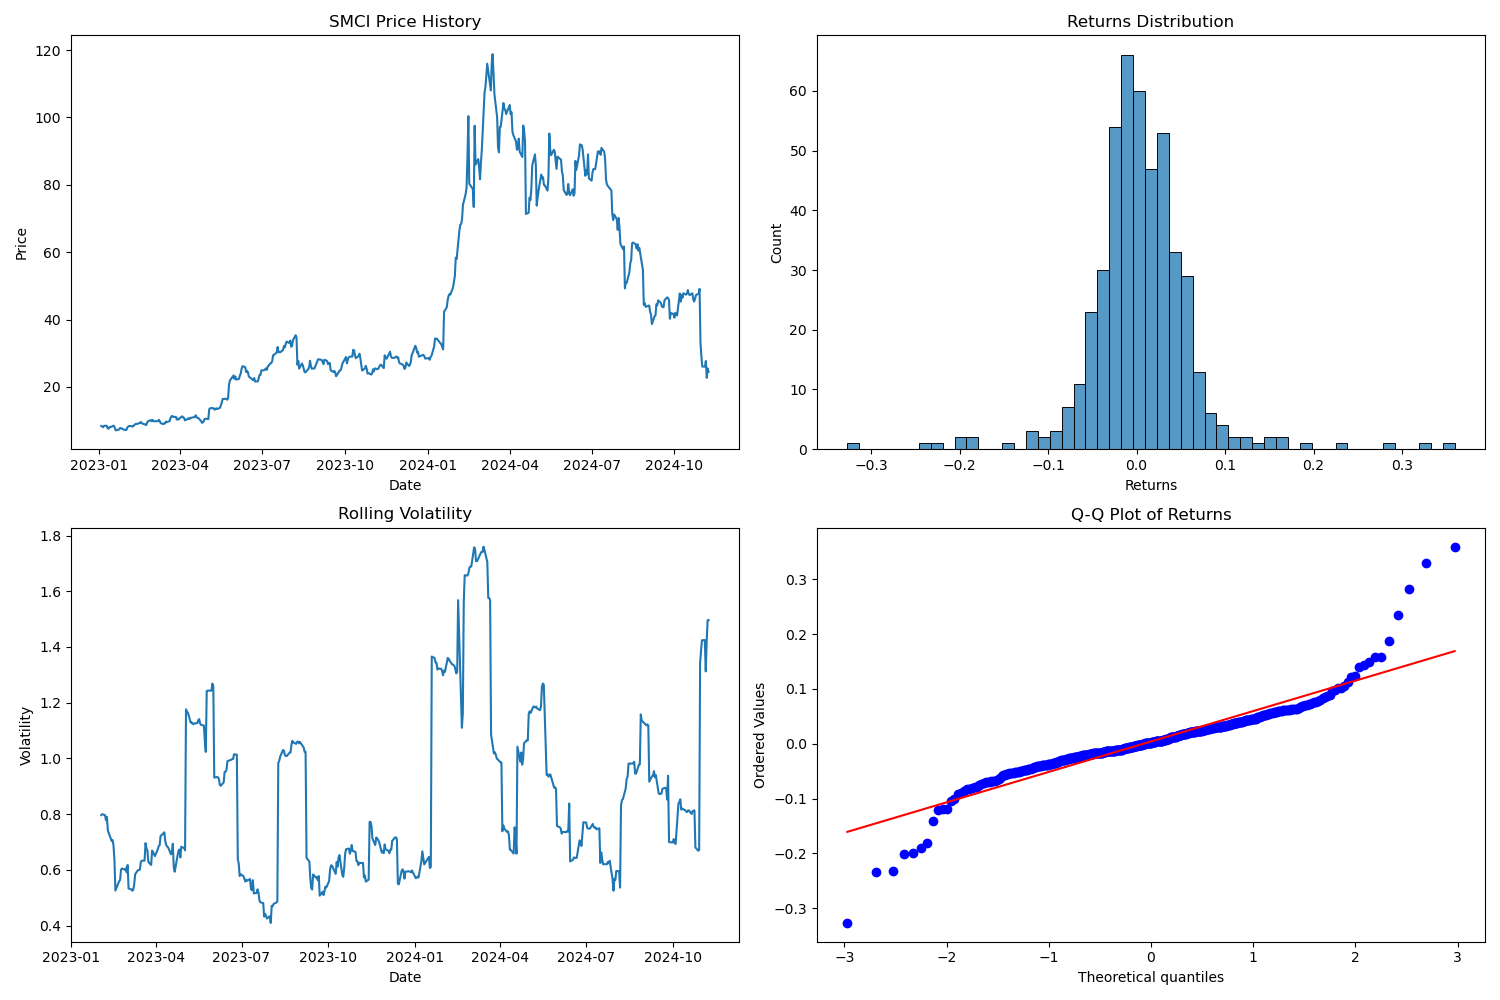 SMCI Price History
Price
120
100
80
60
40
20
2023-01 2023-04 2023-07 2023-10 2024-01 2024-04 2024-07 2024-10
Date
Returns Distribution
Count
60
50
40
30
20
10
0
−0.3 −0.2 −0.1 0.0 0.1 0.2 0.3
Returns
Rolling Volatility
Volatility
1.8
1.6
1.4
1.2
1.0
0.8
0.6
0.4
2023-01 2023-04 2023-07 2023-10 2024-01 2024-04 2024-07 2024-10
Date
Q-Q Plot of Returns
Ordered Values
0.3
0.2
0.1
0.0
−0.1
−0.2
−0.3
−3 −2 −1 0 1 2 3
Theoretical quantiles